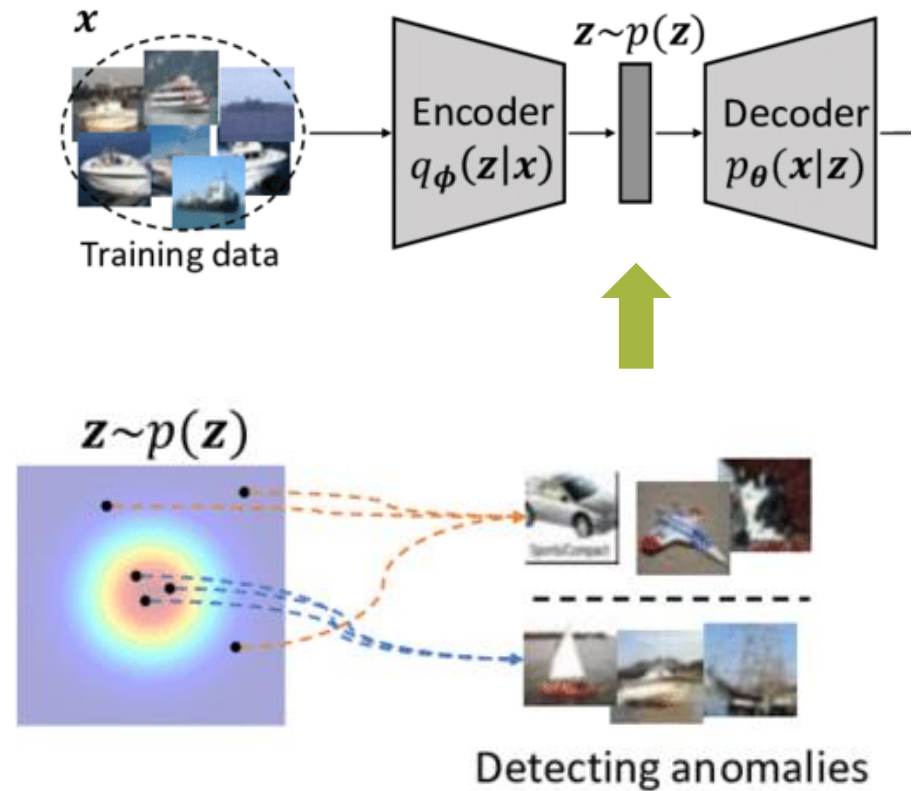 x
z~p(z)
Encoder
qϕ(z|x)
Decoder
pθ(x|z)
Training data
z~p(z)
SportsCompact
Detecting anomalies